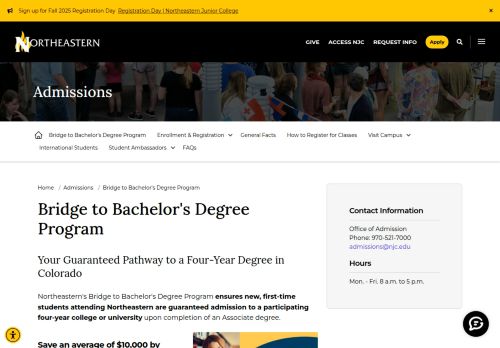 Sign up for Fall 2025 Registration Day  Registration Day | Northeastern Junior College
×
NORTHEASTERN
GIVE
ACCESS NJC
REQUEST INFO
Apply
Admissions
Bridge to Bachelor's Degree Program
Enrollment & Registration
General Facts
How to Register for Classes
Visit Campus
International Students
Student Ambassadors
FAQs
Home / Admissions / Bridge to Bachelor's Degree Program
Bridge to Bachelor's Degree
Program
Your Guaranteed Pathway to a Four-Year Degree in
Colorado
Northeastern's Bridge to Bachelor's Degree Program ensures new, first-time
students attending Northeastern are guaranteed admission to a participating
four-year college or university upon completion of an Associate degree.
Save an average of $10,000 by
Contact Information
Office of Admission
Phone: 970-521-7000
admissions@njc.edu
Hours
Mon. - Fri. 8 a.m. to 5 p.m.